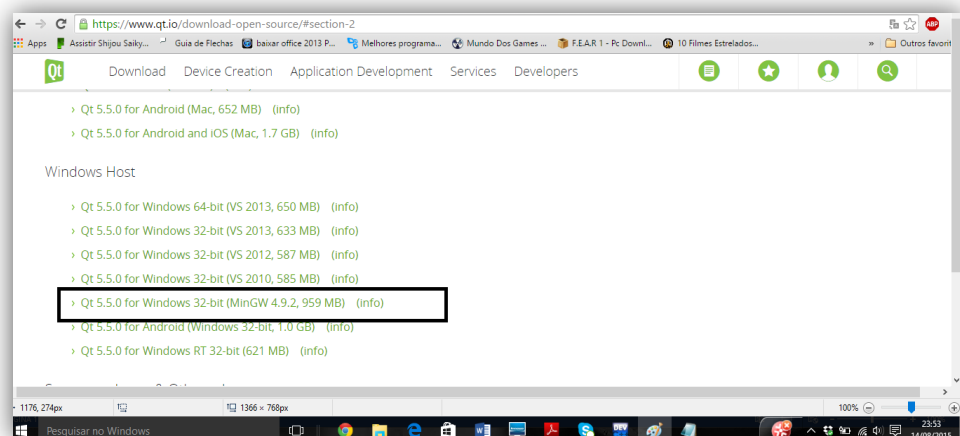 https://www.qt.io/download-open-source/#section-2
ABP
Apps Assistir Shijou Saiky... Guia de Flechas baixar office 2013 P... Melhores programa... Mundo Dos Games ... F.E.A.R 1 - Pc Downl... 10 Filmes Estrelados... » Outros favorit
Qt Download Device Creation Application Development Services Developers
› Qt 5.5.0 for Android (Mac, 652 MB) (info)
› Qt 5.5.0 for Android and iOS (Mac, 1.7 GB) (info)
Windows Host
› Qt 5.5.0 for Windows 64-bit (VS 2013, 650 MB) (info)
› Qt 5.5.0 for Windows 32-bit (VS 2013, 633 MB) (info)
› Qt 5.5.0 for Windows 32-bit (VS 2012, 587 MB) (info)
› Qt 5.5.0 for Windows 32-bit (VS 2010, 585 MB) (info)
› Qt 5.5.0 for Windows 32-bit (MinGW 4.9.2, 959 MB) (info)
› Qt 5.5.0 for Android (Windows 32-bit, 1.0 GB) (info)
› Qt 5.5.0 for Windows RT 32-bit (621 MB) (info)
1176, 274px 1366 × 768px 100%
Pesquisar no Windows DEV 23:53
14/08/2015